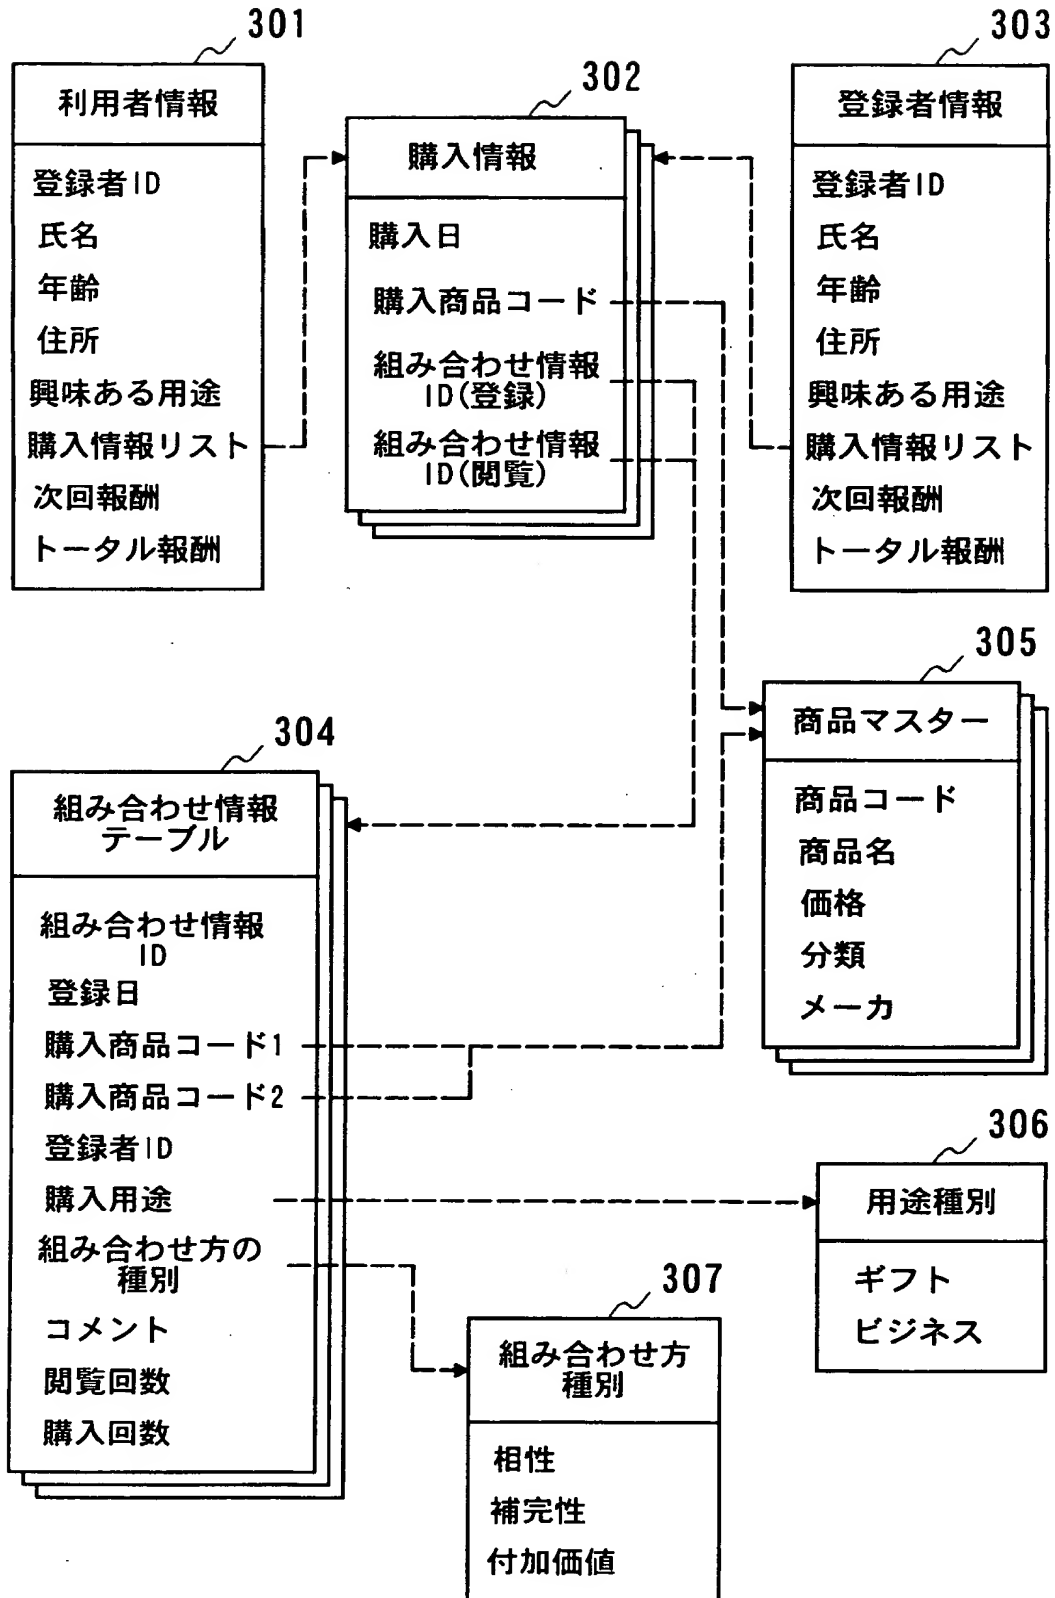 301
利用者情報
登録者ID
氏名
年齢
住所
興味ある用途
購入情報リスト
次回報酬
トータル報酬
302
購入情報
購入日
購入商品コード
組み合わせ情報
ID(登録)
組み合わせ情報
ID(閲覧)
303
登録者情報
登録者ID
氏名
年齢
住所
興味ある用途
購入情報リスト
次回報酬
トータル報酬
304
組み合わせ情報
テーブル
組み合わせ情報
ID
登録日
購入商品コード1
購入商品コード2
登録者ID
購入用途
組み合わせ方の
種別
コメント
閲覧回数
購入回数
305
商品マスター
商品コード
商品名
価格
分類
メーカ
306
用途種別
ギフト
ビジネス
307
組み合わせ方
種別
相性
補完性
付加価値